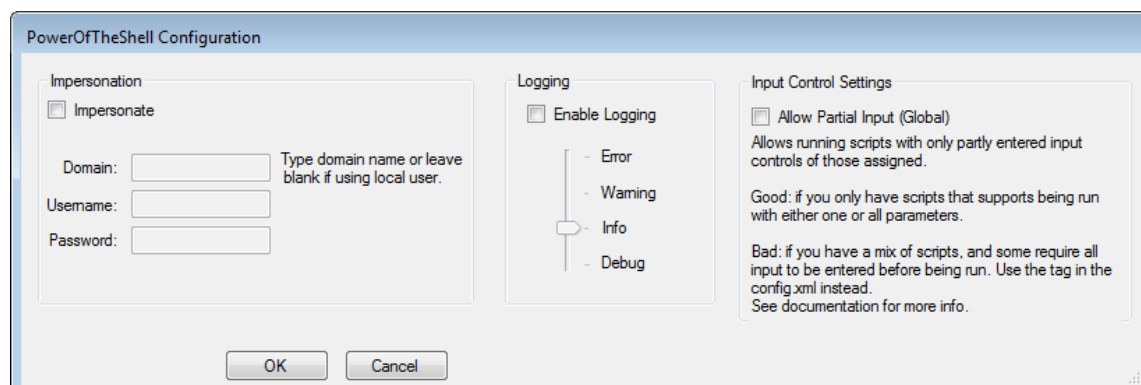 PowerOfTheShell Configuration
Impersonation
Impersonate
Domain:
Type domain name or leave
blank if using local user.
Username:
Password:
Logging
Enable Logging
Error
Warning
Info
Debug
Input Control Settings
Allow Partial Input (Global)
Allows running scripts with only partly entered input
controls of those assigned.
Good: if you only have scripts that supports being run
with either one or all parameters.
Bad: if you have a mix of scripts, and some require all
input to be entered before being run. Use the tag in the
config.xml instead.
See documentation for more info.
OK
Cancel